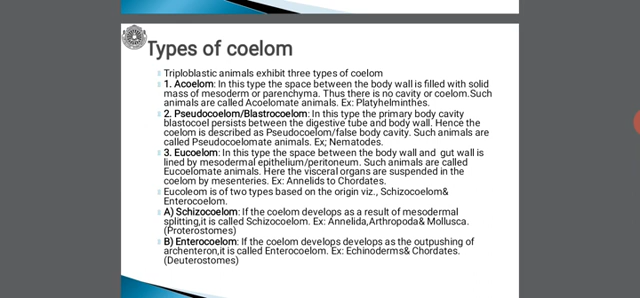 Types of coelom
Triploblastic animals exhibit three types of coelom
1. Acoelom: In this type the space between the body wall is filled with solid
mass of mesoderm or parenchyma. Thus there is no cavity or coelom.Such
animals are called Acoelomate animals. Ex: Platyhelminthes.
2. Pseudocoelom/Blastrocoelom: In this type the primary body cavity
blastocoel persists between the digestive tube and body wall. Hence the
coelom is described as Pseudocoelom/false body cavity. Such animals are
called Pseudocoelomate animals. Ex; Nematodes.
3. Eucoelom: In this type the space between the body wall and gut wall is
lined by mesodermal epithelium/peritoneum. Such animals are called
Eucoelomate animals. Here the visceral organs are suspended in the
coelom by mesenteries. Ex: Annelids to Chordates.
Eucoleom is of two types based on the origin viz., Schizocoelom&
Enterocoelom.
A) Schizocoelom: If the coelom develops as a result of mesodermal
splitting,it is called Schizocoelom. Ex: Annelida,Arthropoda& Mollusca.
(Proterostomes)
B) Enterocoelom: If the coelom develops develops as the outpushing of
archenteron,it is called Enterocoelom. Ex: Echinoderms& Chordates.
(Deuterostomes)